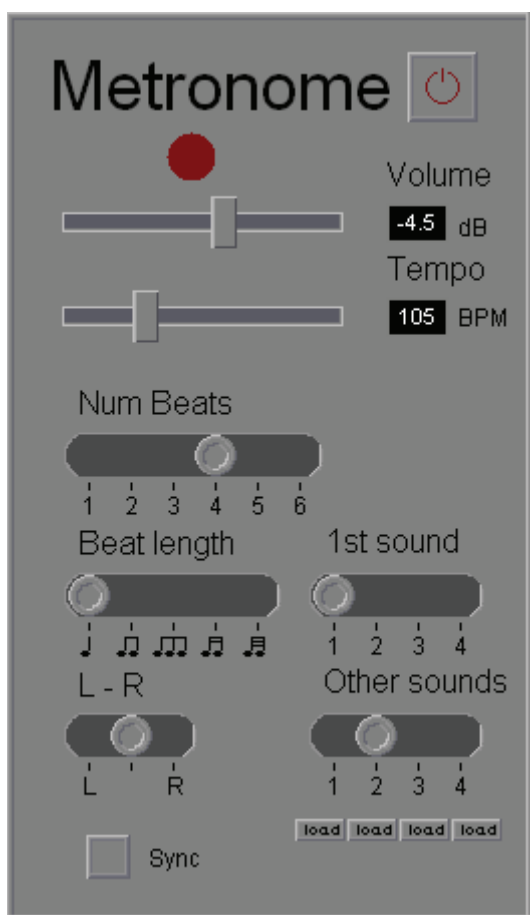 Metronome
Volume
-4.5 dB
Tempo
105 BPM
Num Beats
1 2 3 4 5 6
Beat length
1st sound
1 2 3 4
L - R
Other sounds
L R
1 2 3 4
load load load load
Sync